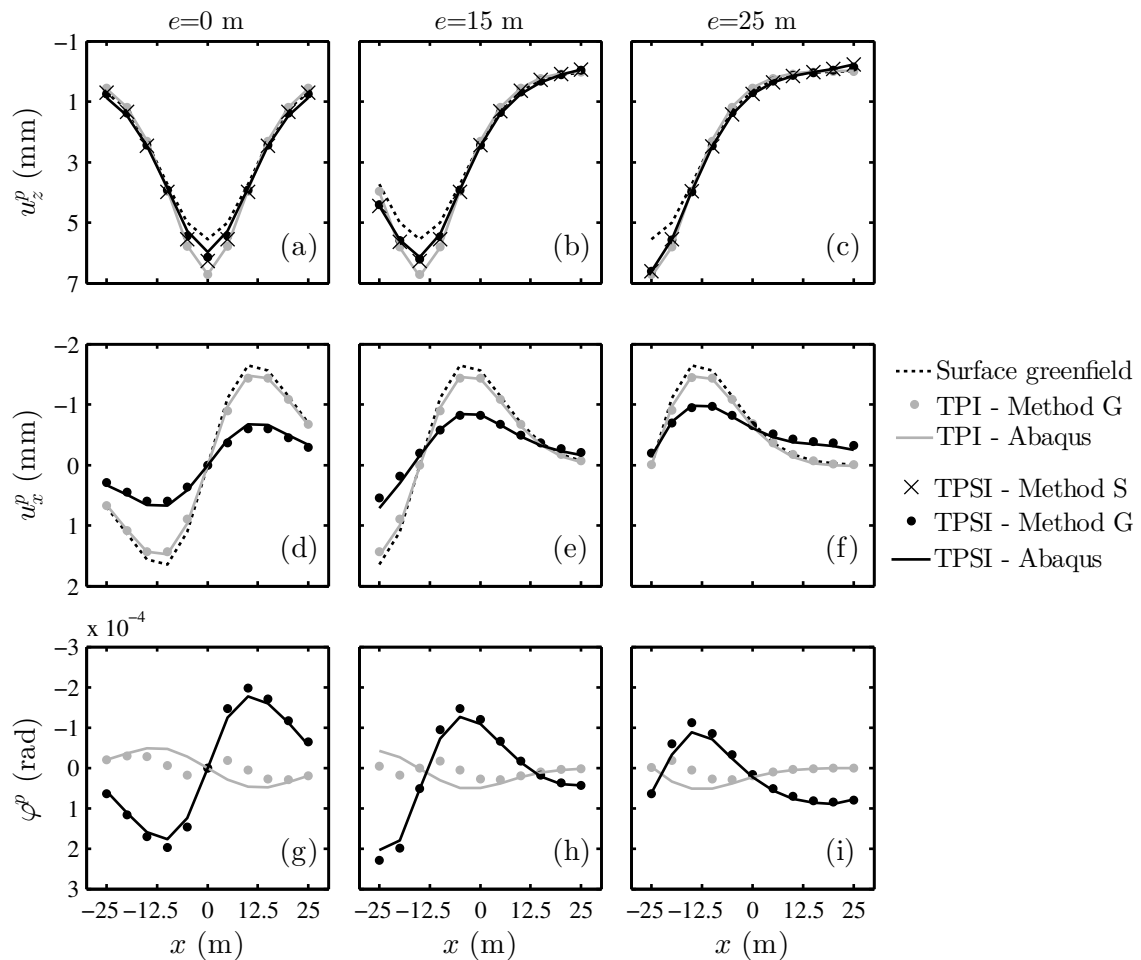 e=0 m
e=15 m
e=25 m
−1
1
3
5
7
u_z^p (mm)
(a)
(b)
(c)
−2
−1
0
1
2
u_x^p (mm)
(d)
(e)
(f)
Surface greenfield
TPI - Method G
TPI - Abaqus
TPSI - Method S
TPSI - Method G
TPSI - Abaqus
x 10^−4
−3
−2
−1
0
1
2
3
φ^p (rad)
(g)
(h)
(i)
−25 −12.5 0 12.5 25
−25 −12.5 0 12.5 25
−25 −12.5 0 12.5 25
x (m)
x (m)
x (m)